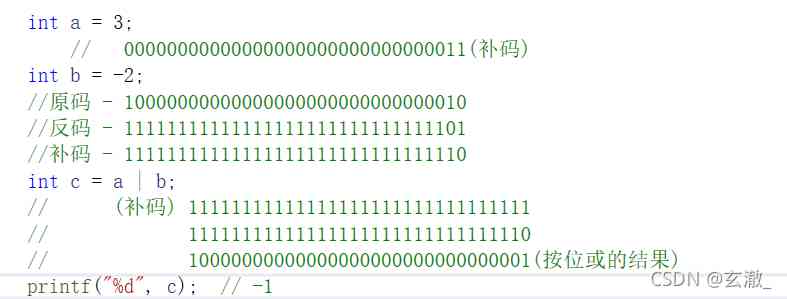 int a = 3;
// 00000000000000000000000000000011(补码)
int b = -2;
//原码 - 10000000000000000000000000000010
//反码 - 11111111111111111111111111111101
//补码 - 11111111111111111111111111111110
int c = a | b;
// (补码) 11111111111111111111111111111111
// 11111111111111111111111111111110
// 10000000000000000000000000000001(按位或的结果)
printf("%d", c); // -1
CSDN @玄澈_